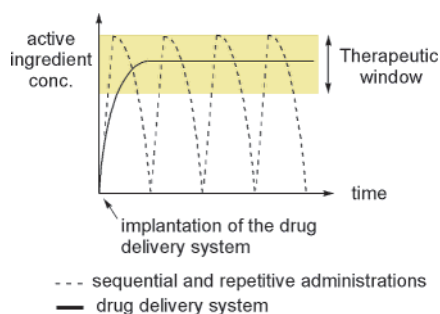 active
ingredient
conc.
Therapeutic
window
time
implantation of the drug
delivery system
sequential and repetitive administrations
drug delivery system